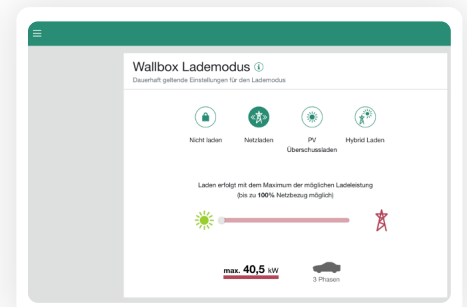 Wallbox Lademodus
Dauerhaft geltende Einstellungen für den Lademodus
Nicht laden
Netzladen
PV
Überschussladen
Hybrid Laden
Laden erfolgt mit dem Maximum der möglichen Ladeleistung
(bis zu 100% Netzbezug möglich)
max. 40,5 kW
3 Phasen